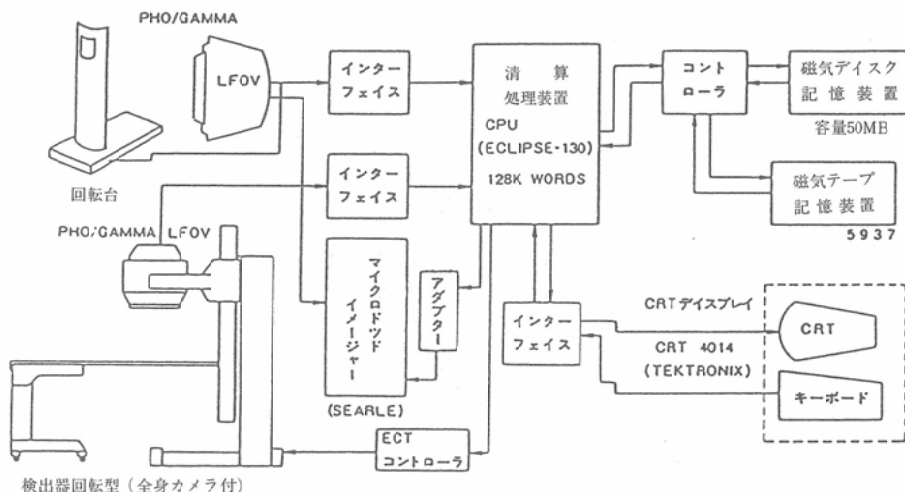 PHO/GAMMA
LFOV
回転台
インター
フェイス
清算
処理装置
CPU
(ECLIPSE-130)
128K WORDS
コント
ローラ
磁気デイスク
記憶装置
容量50MB
磁気テープ
記憶装置
5937
インター
フェイス
PHO/GAMMA LFOV
マイクロドツド
イメージャー
(SEARLE)
アダプター
インター
フェイス
CRTデイスプレイ
CRT 4014
(TEKTRONIX)
CRT
キーボード
ECT
コントローラ
検出器回転型(全身カメラ付)